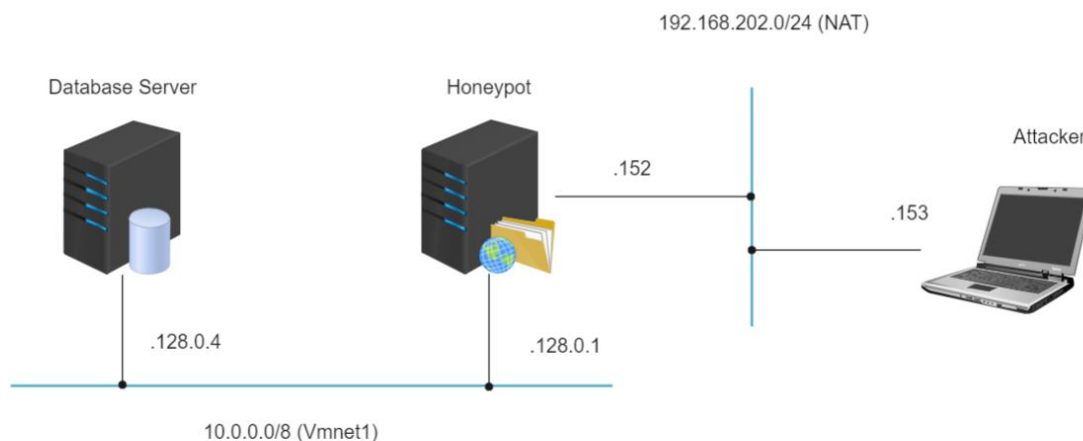 192.168.202.0/24 (NAT)
Database Server
Honeypot
Attacker
.152
.153
.128.0.4
.128.0.1
10.0.0.0/8 (Vmnet1)